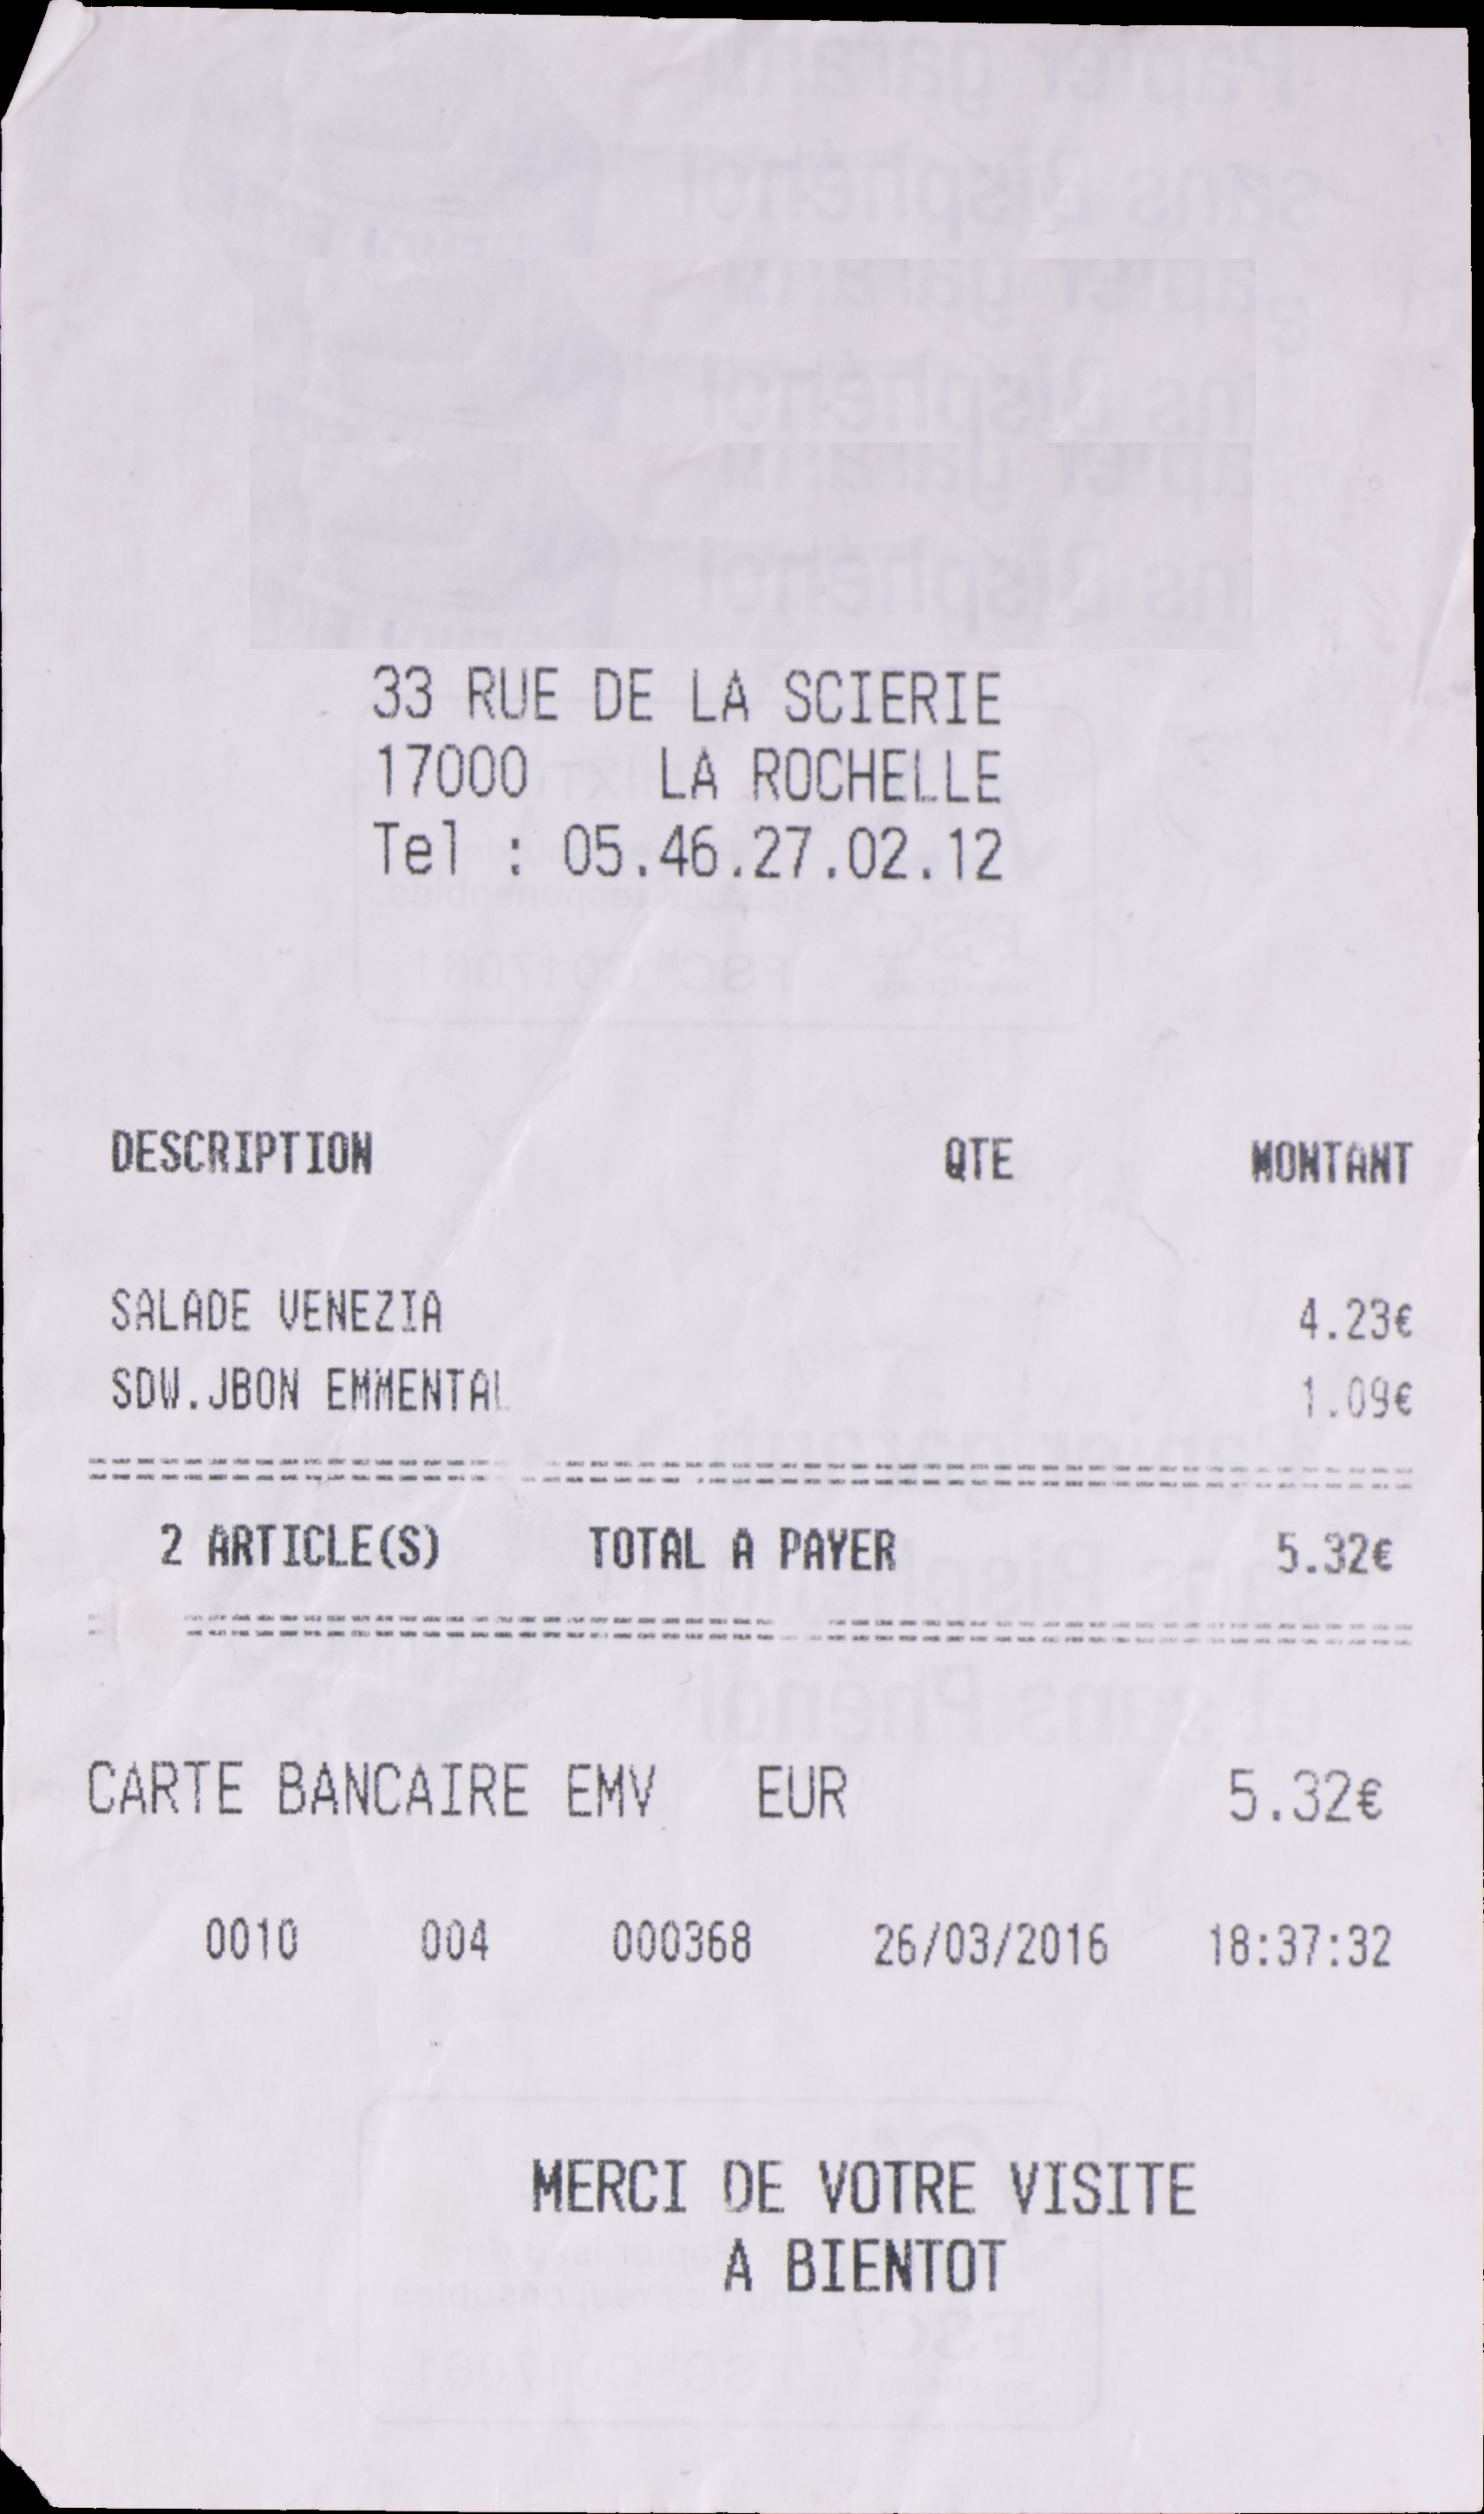 33 RUE DE LA SCIERIE
17000 LA ROCHELLE
Tel : 05.46.27.02.12
DESCRIPTION QTE MONTANT
SALADE VENEZIA 4.23€
SDW.JBON EMMENTAL 1.09€
2 ARTICLE(S) TOTAL A PAYER 5.32€
CARTE BANCAIRE EMV EUR 5.32€
0010 004 000368 26/03/2016 18:37:32
MERCI DE VOTRE VISITE
A BIENTOT